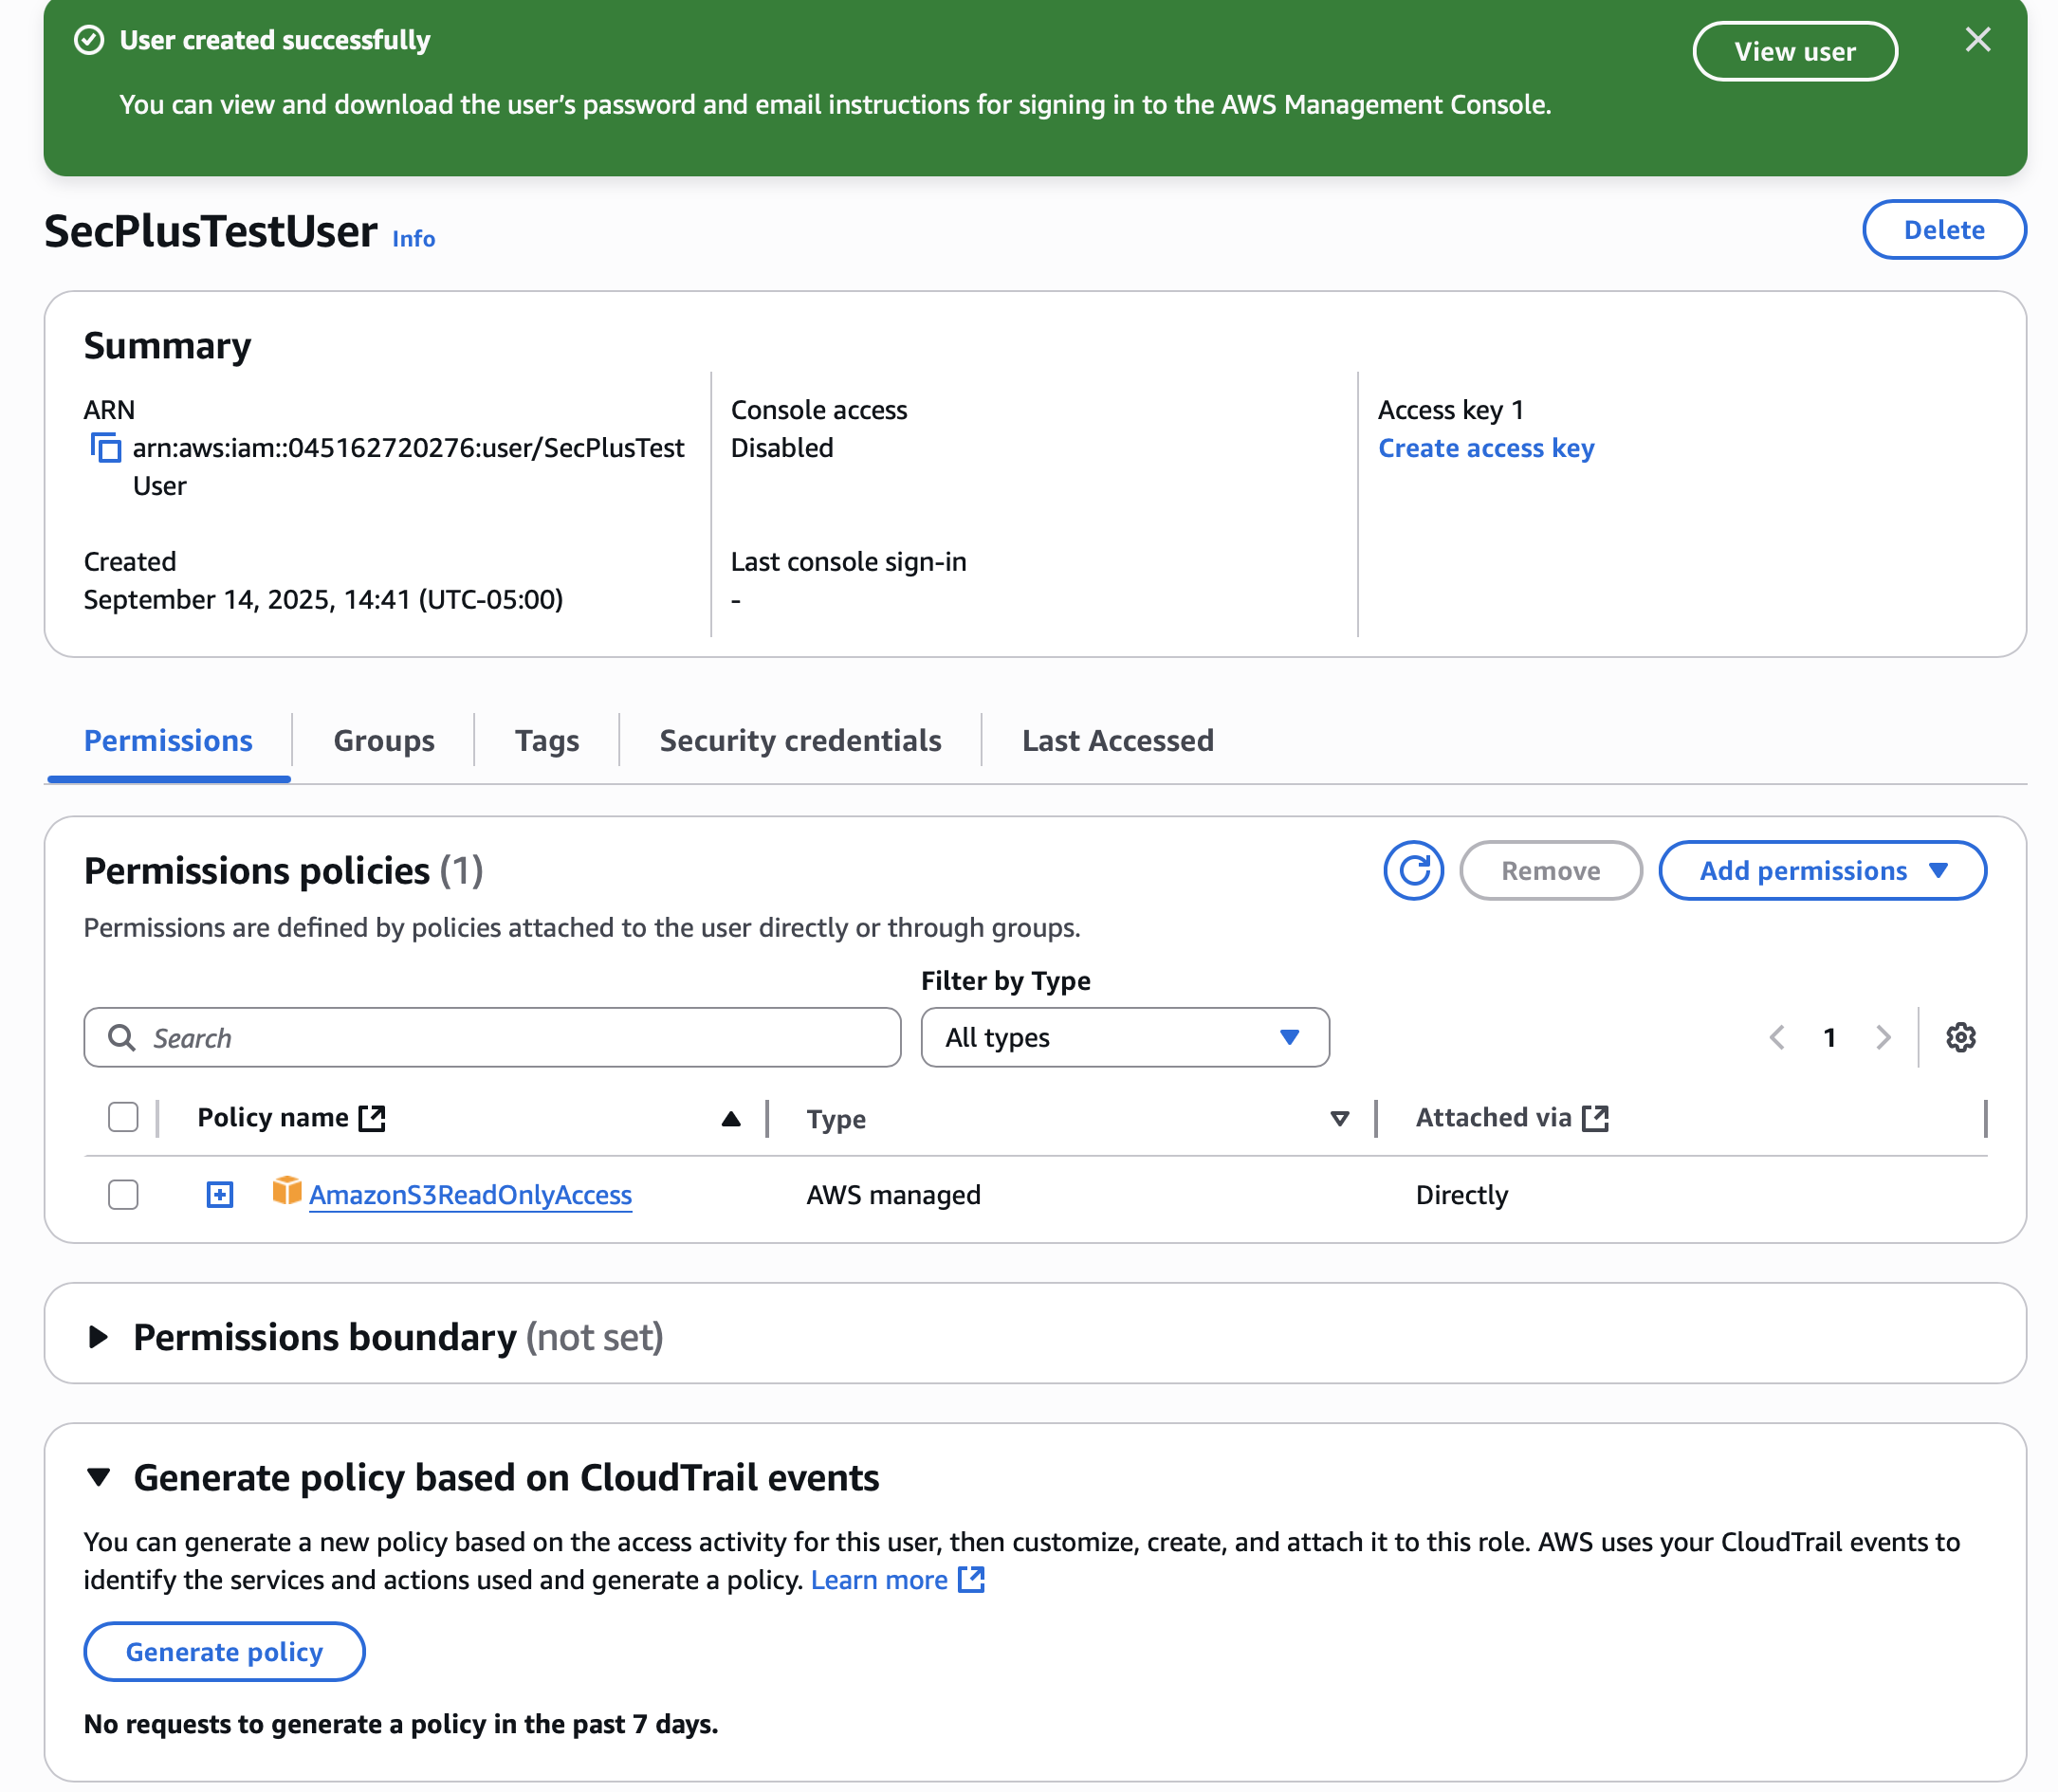 User created successfully
View user
You can view and download the user's password and email instructions for signing in to the AWS Management Console.
SecPlusTestUser Info
Delete
Summary
ARN
arn:aws:iam::045162720276:user/SecPlusTest
User
Console access
Disabled
Access key 1
Create access key
Created
September 14, 2025, 14:41 (UTC-05:00)
Last console sign-in
-
Permissions
Groups
Tags
Security credentials
Last Accessed
Permissions policies (1)
Remove
Add permissions
Permissions are defined by policies attached to the user directly or through groups.
Filter by Type
Search
All types
1
Policy name
Type
Attached via
AmazonS3ReadOnlyAccess
AWS managed
Directly
Permissions boundary (not set)
Generate policy based on CloudTrail events
You can generate a new policy based on the access activity for this user, then customize, create, and attach it to this role. AWS uses your CloudTrail events to
identify the services and actions used and generate a policy. Learn more
Generate policy
No requests to generate a policy in the past 7 days.